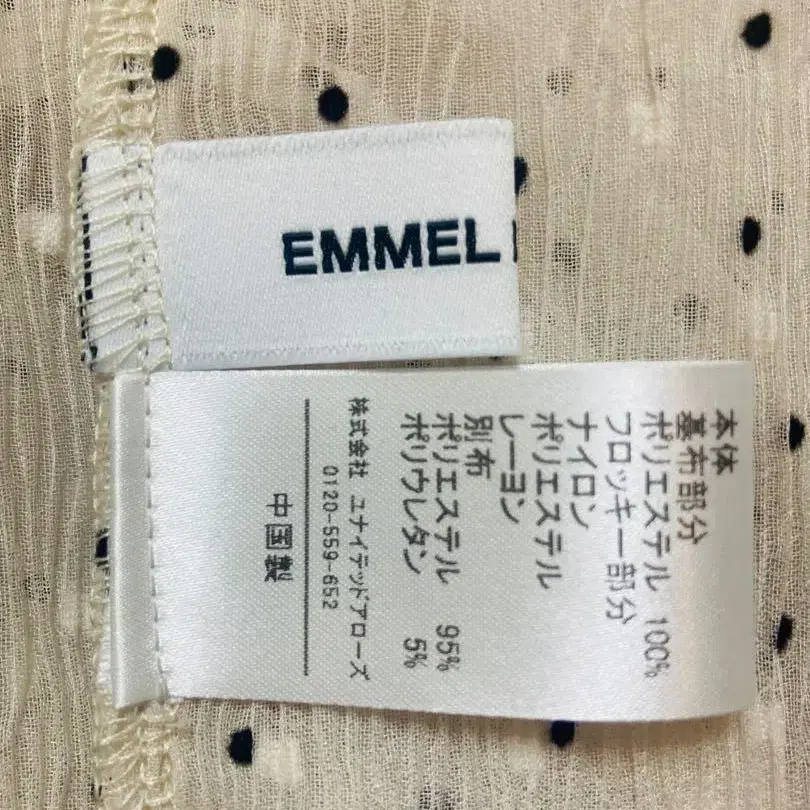 EMMEL
本体
基布部分
ポリエステル 100%
フロッキー部分
ナイロン
ポリエステル
レーヨン
別布
ポリエステル 95%
ポリウレタン 5%
株式会社 ユナイテッドアローズ
0120-559-652
中国製